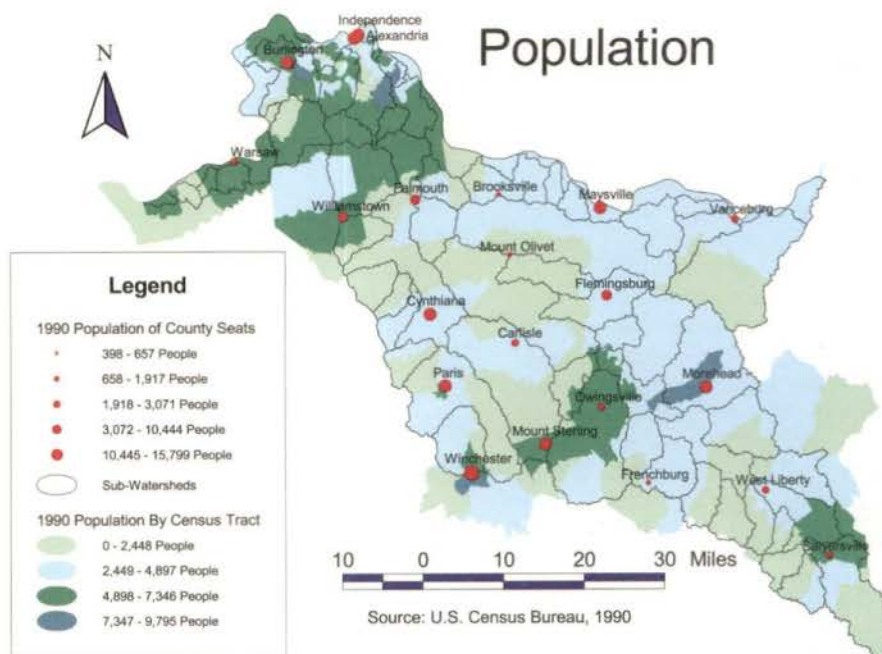 Population
Independence
Alexandria
Burlington
N
Warsaw
Williamstown
Falmouth
Brooksville
Maysville
Vanceburg
Mount Olivet
Flemingsburg
Cynthiana
Carlisle
Paris
Morehead
Owingsville
Mount Sterling
Winchester
Frenchburg
West Liberty
Salyersville
Legend
1990 Population of County Seats
398 - 657 People
658 - 1,917 People
1,918 - 3,071 People
3,072 - 10,444 People
10,445 - 15,799 People
Sub-Watersheds
1990 Population By Census Tract
0 - 2,448 People
2,449 - 4,897 People
4,898 - 7,346 People
7,347 - 9,795 People
10 0 10 20 30 Miles
Source: U.S. Census Bureau, 1990